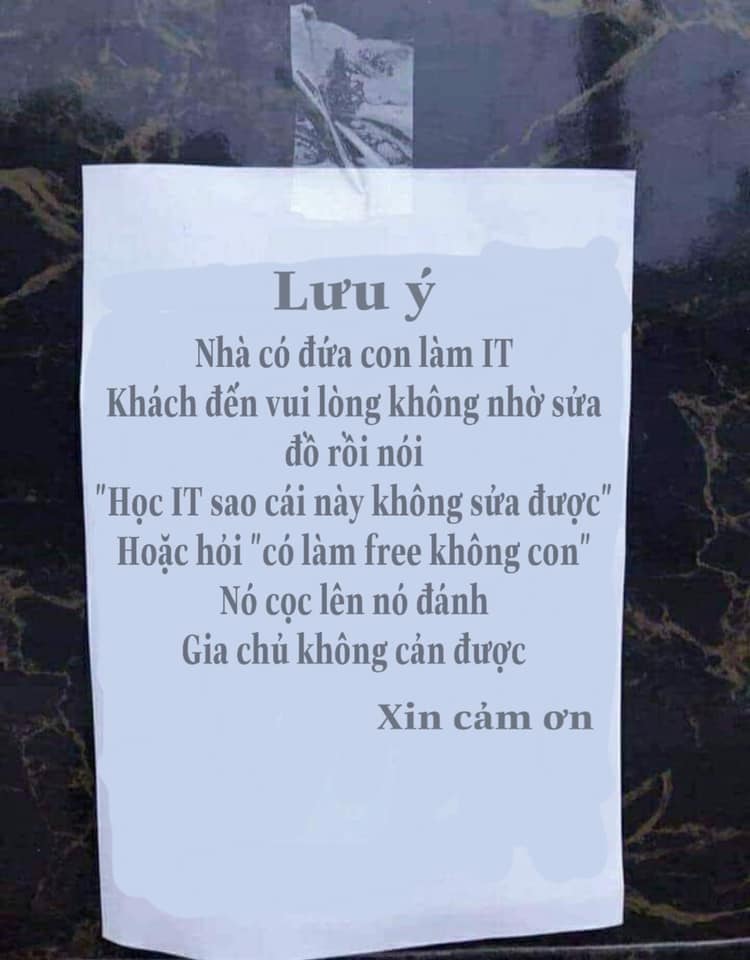 Lưu ý
Nhà có đứa con làm IT
Khách đến vui lòng không nhờ sửa
đồ rồi nói
"Học IT sao cái này không sửa được"
Hoặc hỏi "có làm free không con"
Nó cọc lên nó đánh
Gia chủ không cản được
Xin cảm ơn